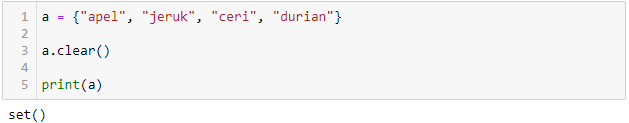 1 a = {"apel", "jeruk", "ceri", "durian"}
2
3 a.clear()
4
5 print(a)
set()